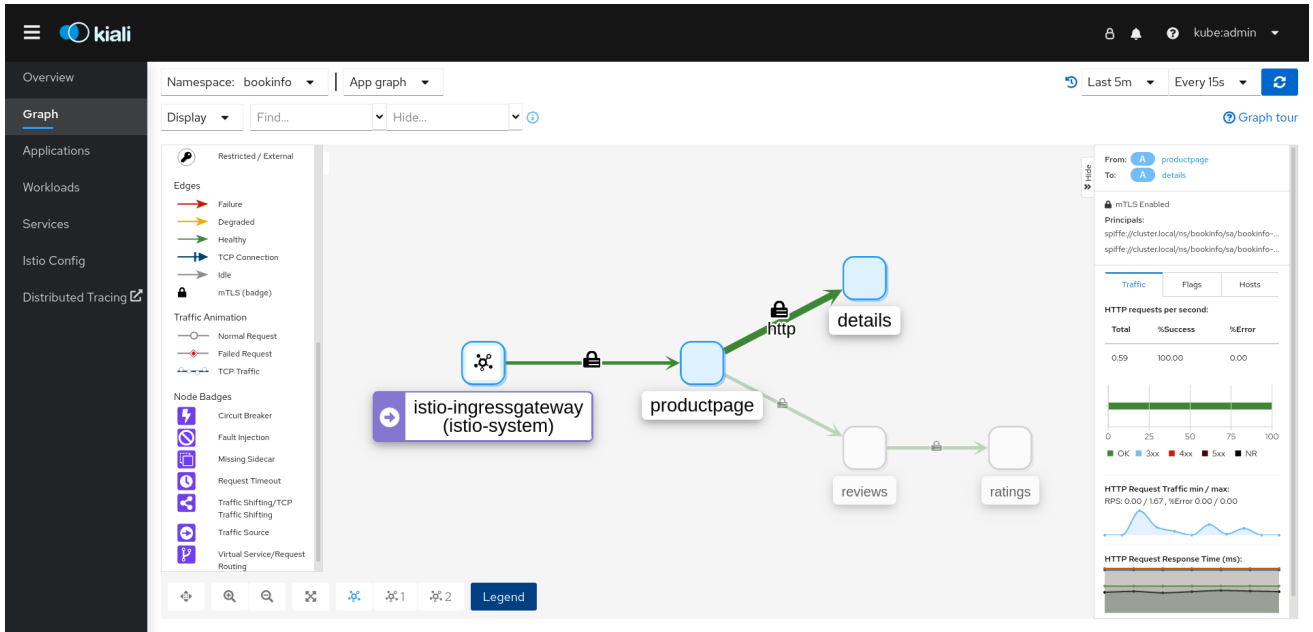 kiali
kube:admin
Overview
Graph
Applications
Workloads
Services
Istio Config
Distributed Tracing
Namespace: bookinfo
App graph
Last 5m
Every 15s
Display
Find...
Hide...
Graph tour
Restricted / External
Edges
Failure
Degraded
Healthy
TCP Connection
Idle
mTLS (badge)
Traffic Animation
Normal Request
Failed Request
TCP Traffic
Node Badges
Circuit Breaker
Fault Injection
Missing Sidecar
Request Timeout
Traffic Shifting/TCP
Traffic Shifting
Traffic Source
Virtual Service/Request
Routing
istio-ingressgateway
(istio-system)
productpage
http
details
reviews
ratings
1
2
Legend
Hide
From: A productpage
To: A details
mTLS Enabled
Principals:
spiffe://cluster.local/ns/bookinfo/sa/bookinfo-...
spiffe://cluster.local/ns/bookinfo/sa/bookinfo-...
Traffic
Flags
Hosts
HTTP requests per second:
Total %Success %Error
0.59 100.00 0.00
0 25 50 75 100
OK 3xx 4xx 5xx NR
HTTP Request Traffic min / max:
RPS: 0.00 / 1.67 , %Error 0.00 / 0.00
HTTP Request Response Time (ms):